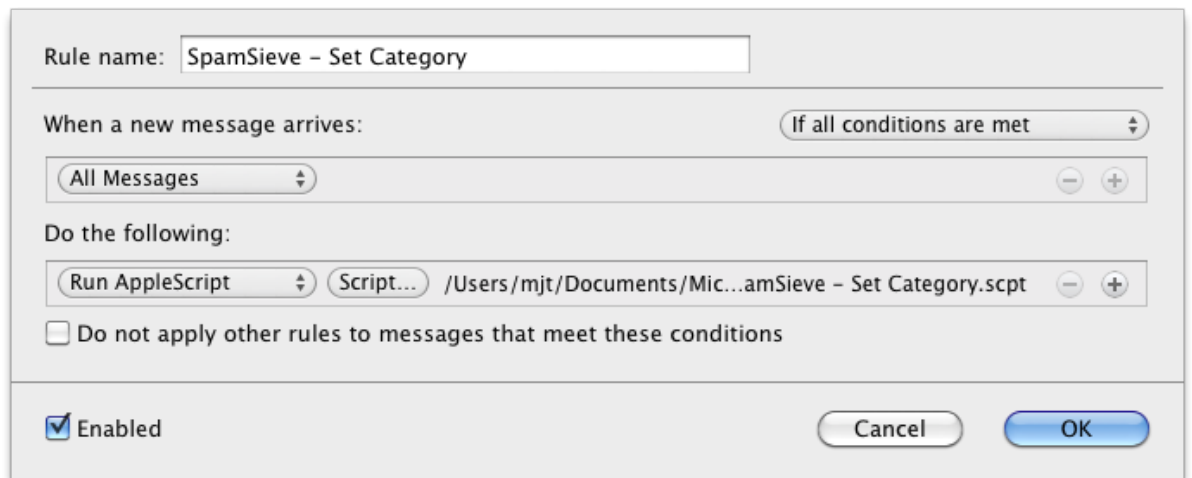 Rule name: SpamSieve – Set Category
When a new message arrives: If all conditions are met
All Messages
Do the following:
Run AppleScript Script... /Users/mjt/Documents/Mic...amSieve – Set Category.scpt
Do not apply other rules to messages that meet these conditions
Enabled Cancel OK